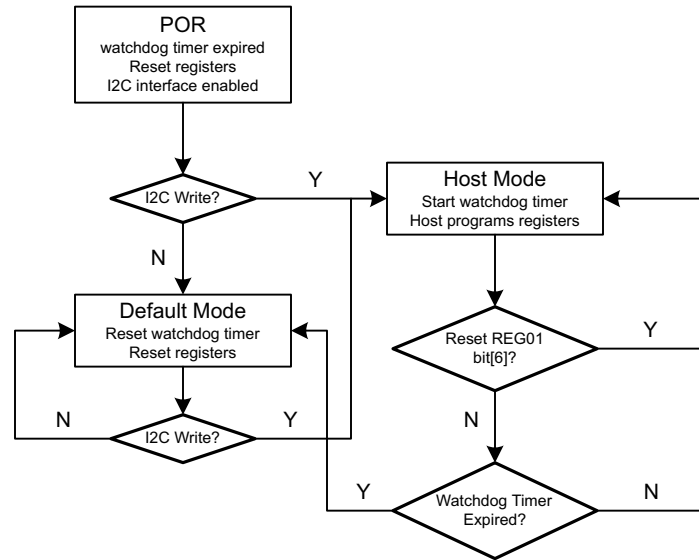 POR
watchdog timer expired
Reset registers
I2C interface enabled
I2C Write?
Y
N
Host Mode
Start watchdog timer
Host programs registers
Default Mode
Reset watchdog timer
Reset registers
Reset REG01
bit[6]?
Y
N
I2C Write?
N
Y
Watchdog Timer
Expired?
Y
N